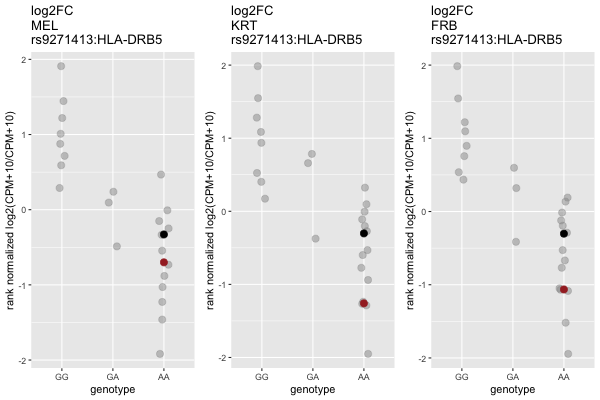 log2FC
MEL
rs9271413:HLA-DRB5
rank normalized log2(CPM+10/CPM+10)
2
1
0
-1
-2
GG
GA
AA
genotype
log2FC
KRT
rs9271413:HLA-DRB5
rank normalized log2(CPM+10/CPM+10)
2
1
0
-1
-2
GG
GA
AA
genotype
log2FC
FRB
rs9271413:HLA-DRB5
rank normalized log2(CPM+10/CPM+10)
2
1
0
-1
-2
GG
GA
AA
genotype